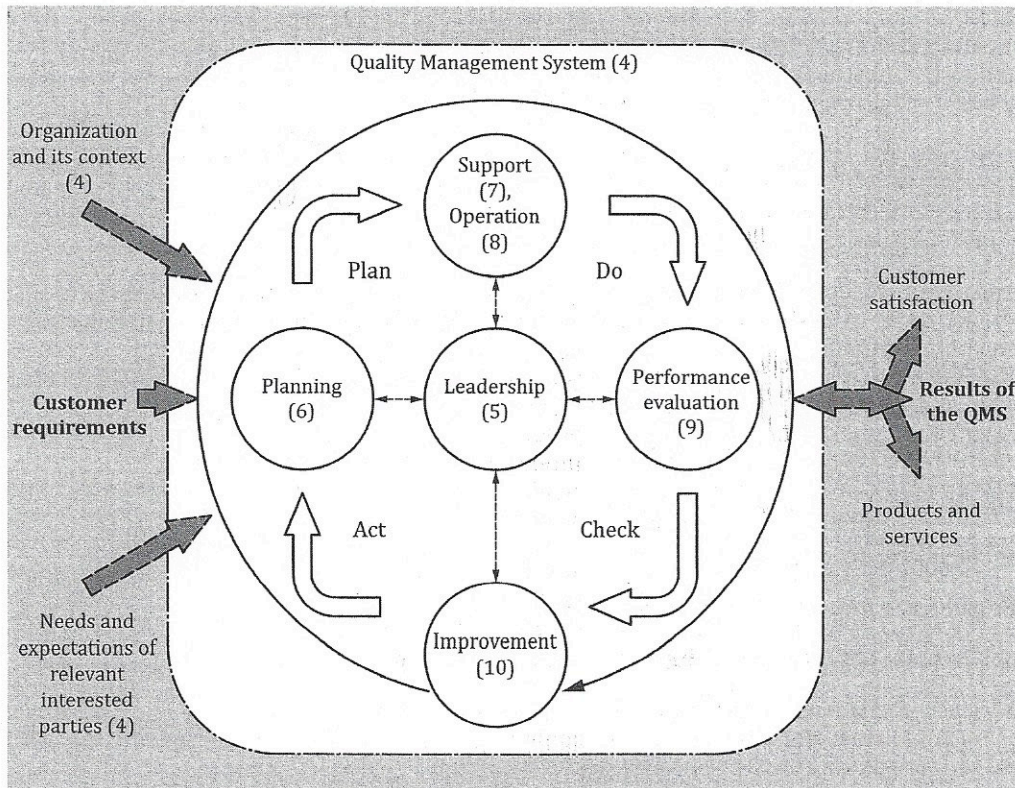 Quality Management System (4)
Organization
and its context
(4)
Support
(7),
Operation
(8)
Plan
Do
Customer
satisfaction
Planning
(6)
Leadership
(5)
Performance
evaluation
(9)
Customer
requirements
Results of
the QMS
Act
Check
Products and
services
Needs and
expectations of
relevant
interested
parties (4)
Improvement
(10)